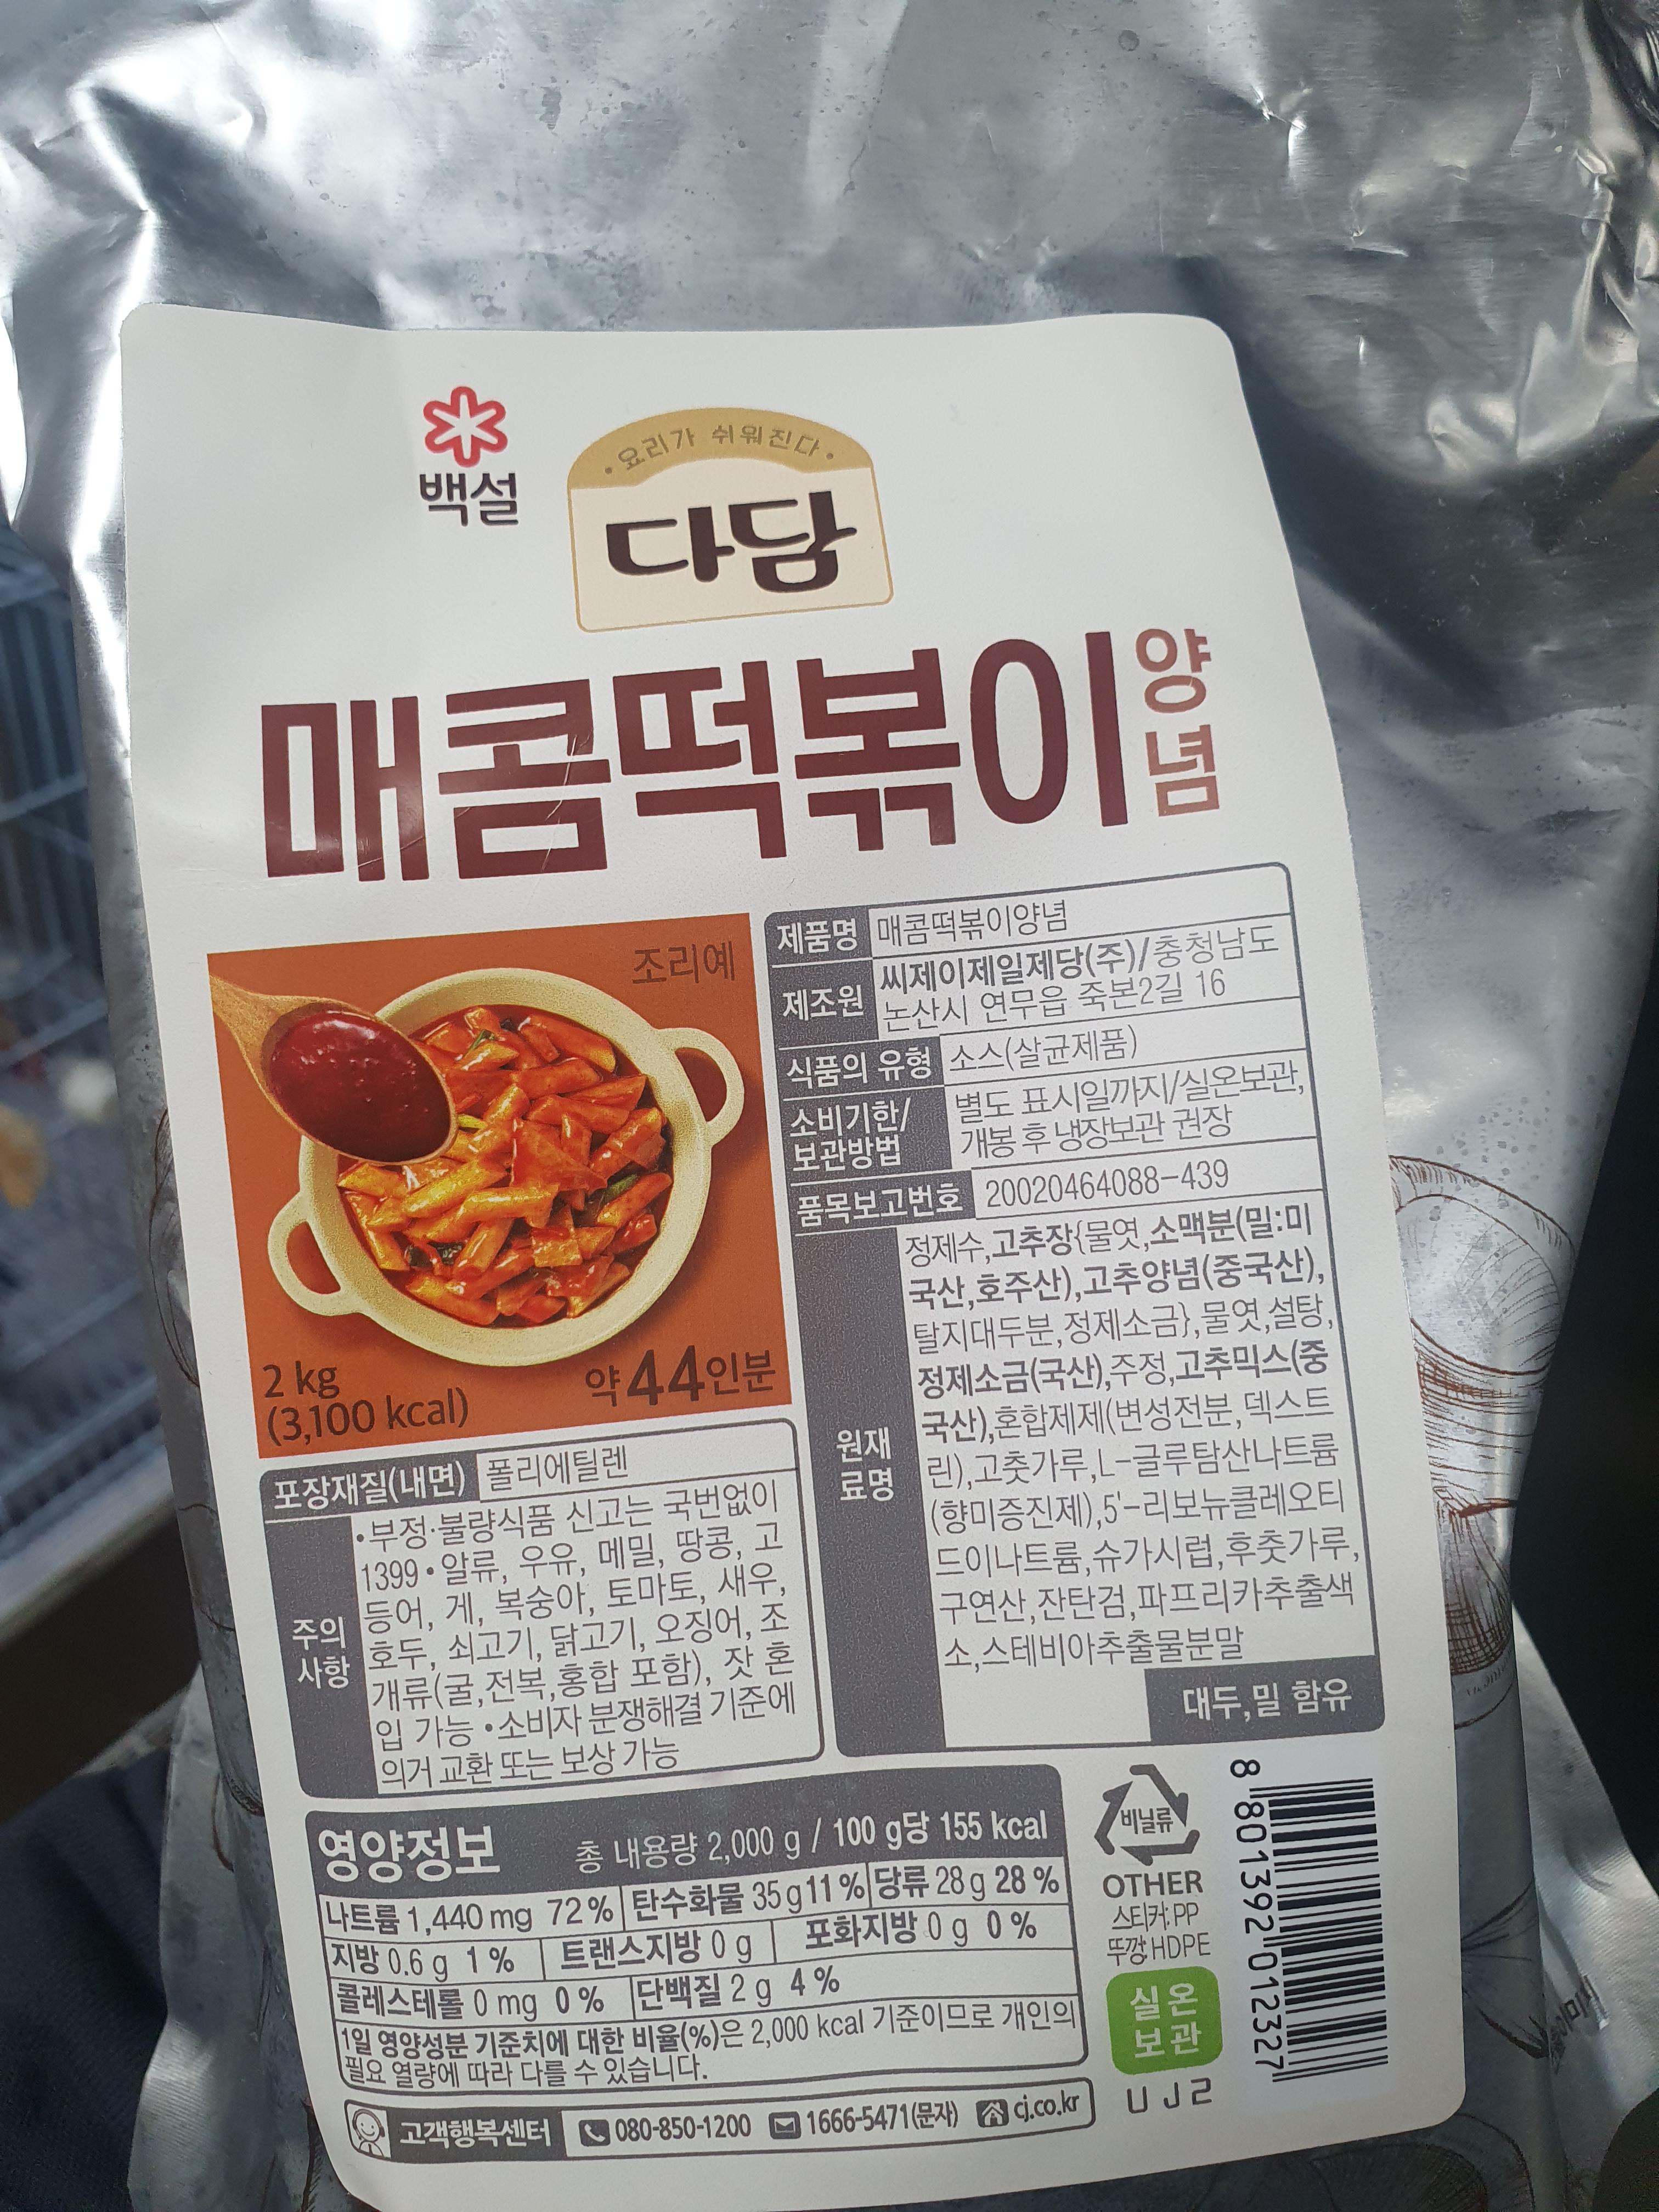 백설
·요리가 쉬워진다·
다담
매콤떡볶이
양념
조리예
2 kg
(3,100 kcal)
약 44인분
제품명 매콤떡볶이양념
제조원 씨제이제일제당(주)/충청남도
논산시 연무읍 죽본2길 16
식품의 유형 소스(살균제품)
소비기한/
보관방법
별도 표시일까지/실온보관,
개봉 후 냉장보관 권장
품목보고번호 20020464088-439
원재
료명
정제수,고추장{물엿,소맥분(밀:미
국산,호주산),고추양념(중국산),
탈지대두분,정제소금},물엿,설탕,
정제소금(국산),주정,고추믹스(중
국산),혼합제제(변성전분,덱스트
린),고춧가루,L-글루탐산나트륨
(향미증진제),5'-리보뉴클레오티
드이나트륨,슈가시럽,후춧가루,
구연산,잔탄검,파프리카추출색
소,스테비아추출물분말
대두,밀 함유
포장재질(내면) 폴리에틸렌
주의
사항
•부정·불량식품 신고는 국번없이
1399 •알류, 우유, 메밀, 땅콩, 고
등어, 게, 복숭아, 토마토, 새우,
호두, 쇠고기, 닭고기, 오징어, 조
개류(굴,전복,홍합 포함), 잣 혼
입 가능 •소비자 분쟁해결 기준에
의거 교환 또는 보상 가능
영양정보 총 내용량 2,000 g / 100 g당 155 kcal
나트륨 1,440 mg 72 % 탄수화물 35 g 11 % 당류 28 g 28 %
지방 0.6 g 1 % 트랜스지방 0 g 포화지방 0 g 0 %
콜레스테롤 0 mg 0 % 단백질 2 g 4 %
1일 영양성분 기준치에 대한 비율(%)은 2,000 kcal 기준이므로 개인의
필요 열량에 따라 다를 수 있습니다.
고객행복센터 080-850-1200 1666-5471(문자) cj.co.kr
비닐류
OTHER
스티커:PP
뚜껑:HDPE
실온
보관
UJ2
8 801392 012327